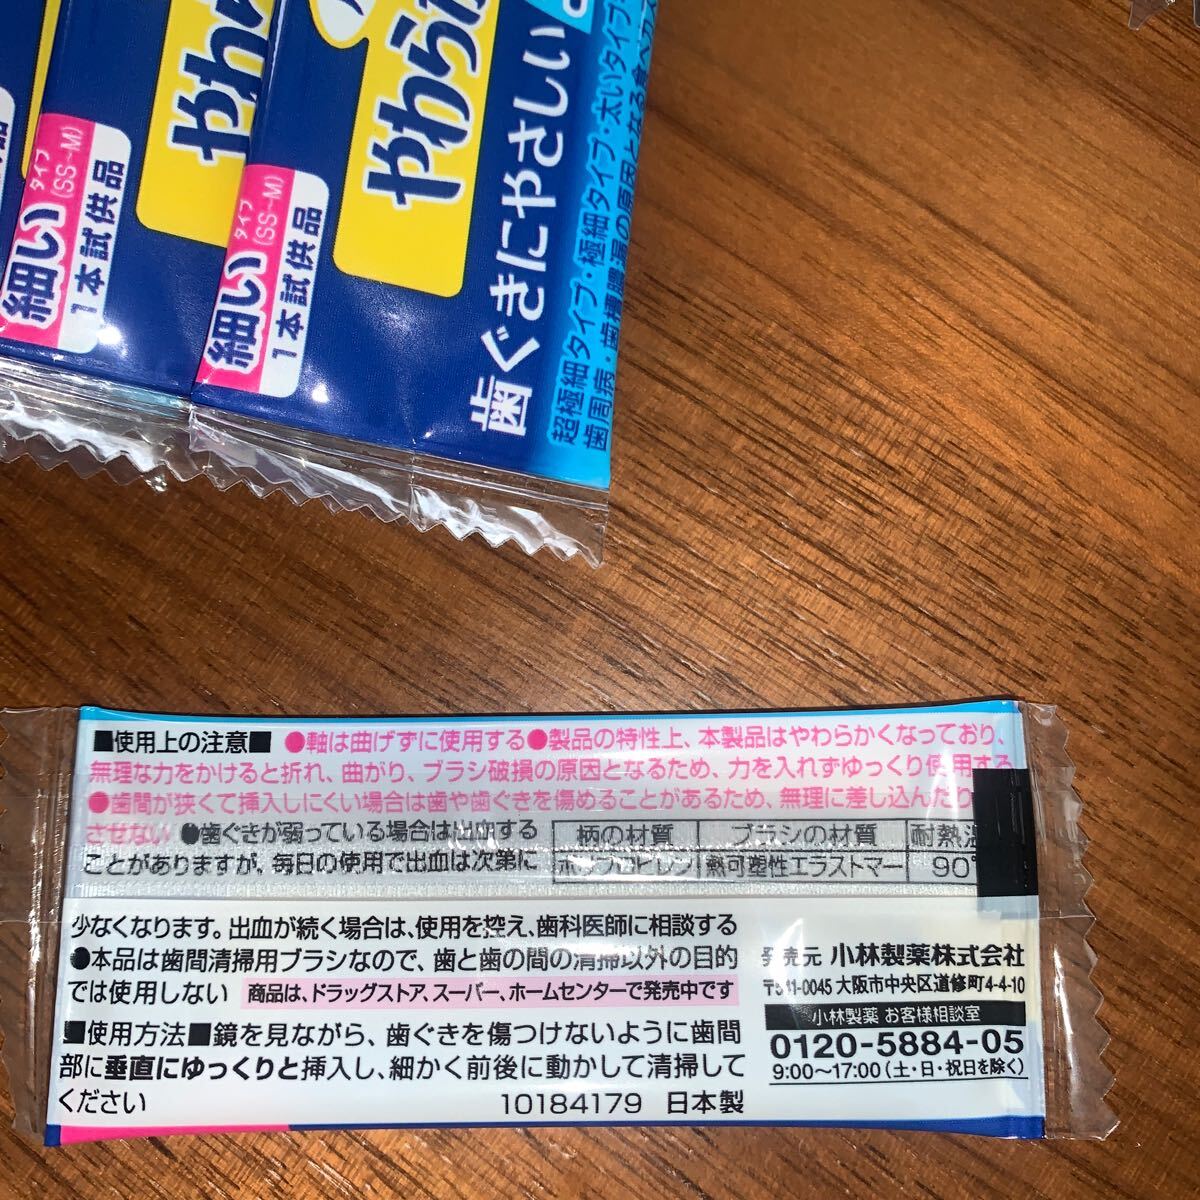 細いタイプ(SS~M)
1本試供品
細いタイプ(SS~M)
1本試供品
やわら
歯ぐきにやさしい
超極細タイプ・極細タイプ・太いタイプ
歯周病・歯槽膿漏の原因となる食べカス
■使用上の注意■ ●軸は曲げずに使用する●製品の特性上、本製品はやわらかくなっており、
無理な力をかけると折れ、曲がり、ブラシ破損の原因となるため、力を入れずゆっくり使用する
●歯間が狭くて挿入しにくい場合は歯や歯ぐきを傷めることがあるため、無理に差し込んだり
させない ●歯ぐきが弱っている場合は出血する
ことがありますが、毎日の使用で出血は次第に
柄の材質 ブラシの材質 耐熱温
ポリプロピレン 熱可塑性エラストマー 90°
少なくなります。出血が続く場合は、使用を控え、歯科医師に相談する
●本品は歯間清掃用ブラシなので、歯と歯の間の清掃以外の目的
では使用しない 商品は、ドラッグストア、スーパー、ホームセンターで発売中です
■使用方法■鏡を見ながら、歯ぐきを傷つけないように歯間
部に垂直にゆっくりと挿入し、細かく前後に動かして清掃して
ください 10184179 日本製
発売元 小林製薬株式会社
〒541-0045 大阪市中央区道修町4-4-10
小林製薬 お客様相談室
0120-5884-05
9:00~17:00(土・日・祝日を除く)